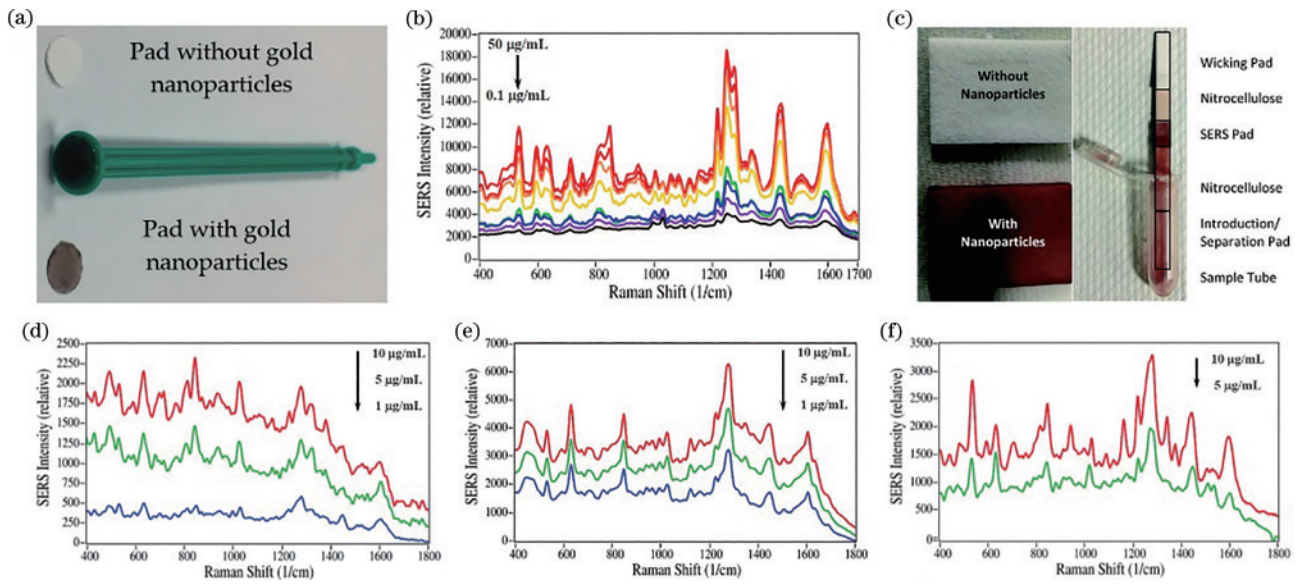 (a)
Pad without gold
nanoparticles
Pad with gold
nanoparticles
(b)
50 μg/mL
0.1 μg/mL
SERS Intensity (relative)
20000
18000
16000
14000
12000
10000
8000
6000
4000
2000
0
400 600 800 1000 1200 1400 1600 1700
Raman Shift (1/cm)
(c)
Without
Nanoparticles
With
Nanoparticles
Wicking Pad
Nitrocellulose
SERS Pad
Nitrocellulose
Introduction/
Separation Pad
Sample Tube
(d)
10 μg/mL
5 μg/mL
1 μg/mL
SERS Intensity (relative)
2500
2250
2000
1750
1500
1250
1000
750
500
250
0
400 600 800 1000 1200 1400 1600 1800
Raman Shift (1/cm)
(e)
10 μg/mL
5 μg/mL
1 μg/mL
SERS Intensity (relative)
7000
6000
5000
4000
3000
2000
1000
0
400 600 800 1000 1200 1400 1600 1800
Raman Shift (1/cm)
(f)
10 μg/mL
5 μg/mL
SERS Intensity (relative)
3500
3000
2500
2000
1500
1000
500
0
400 600 800 1000 1200 1400 1600 1800
Raman Shift (1/cm)